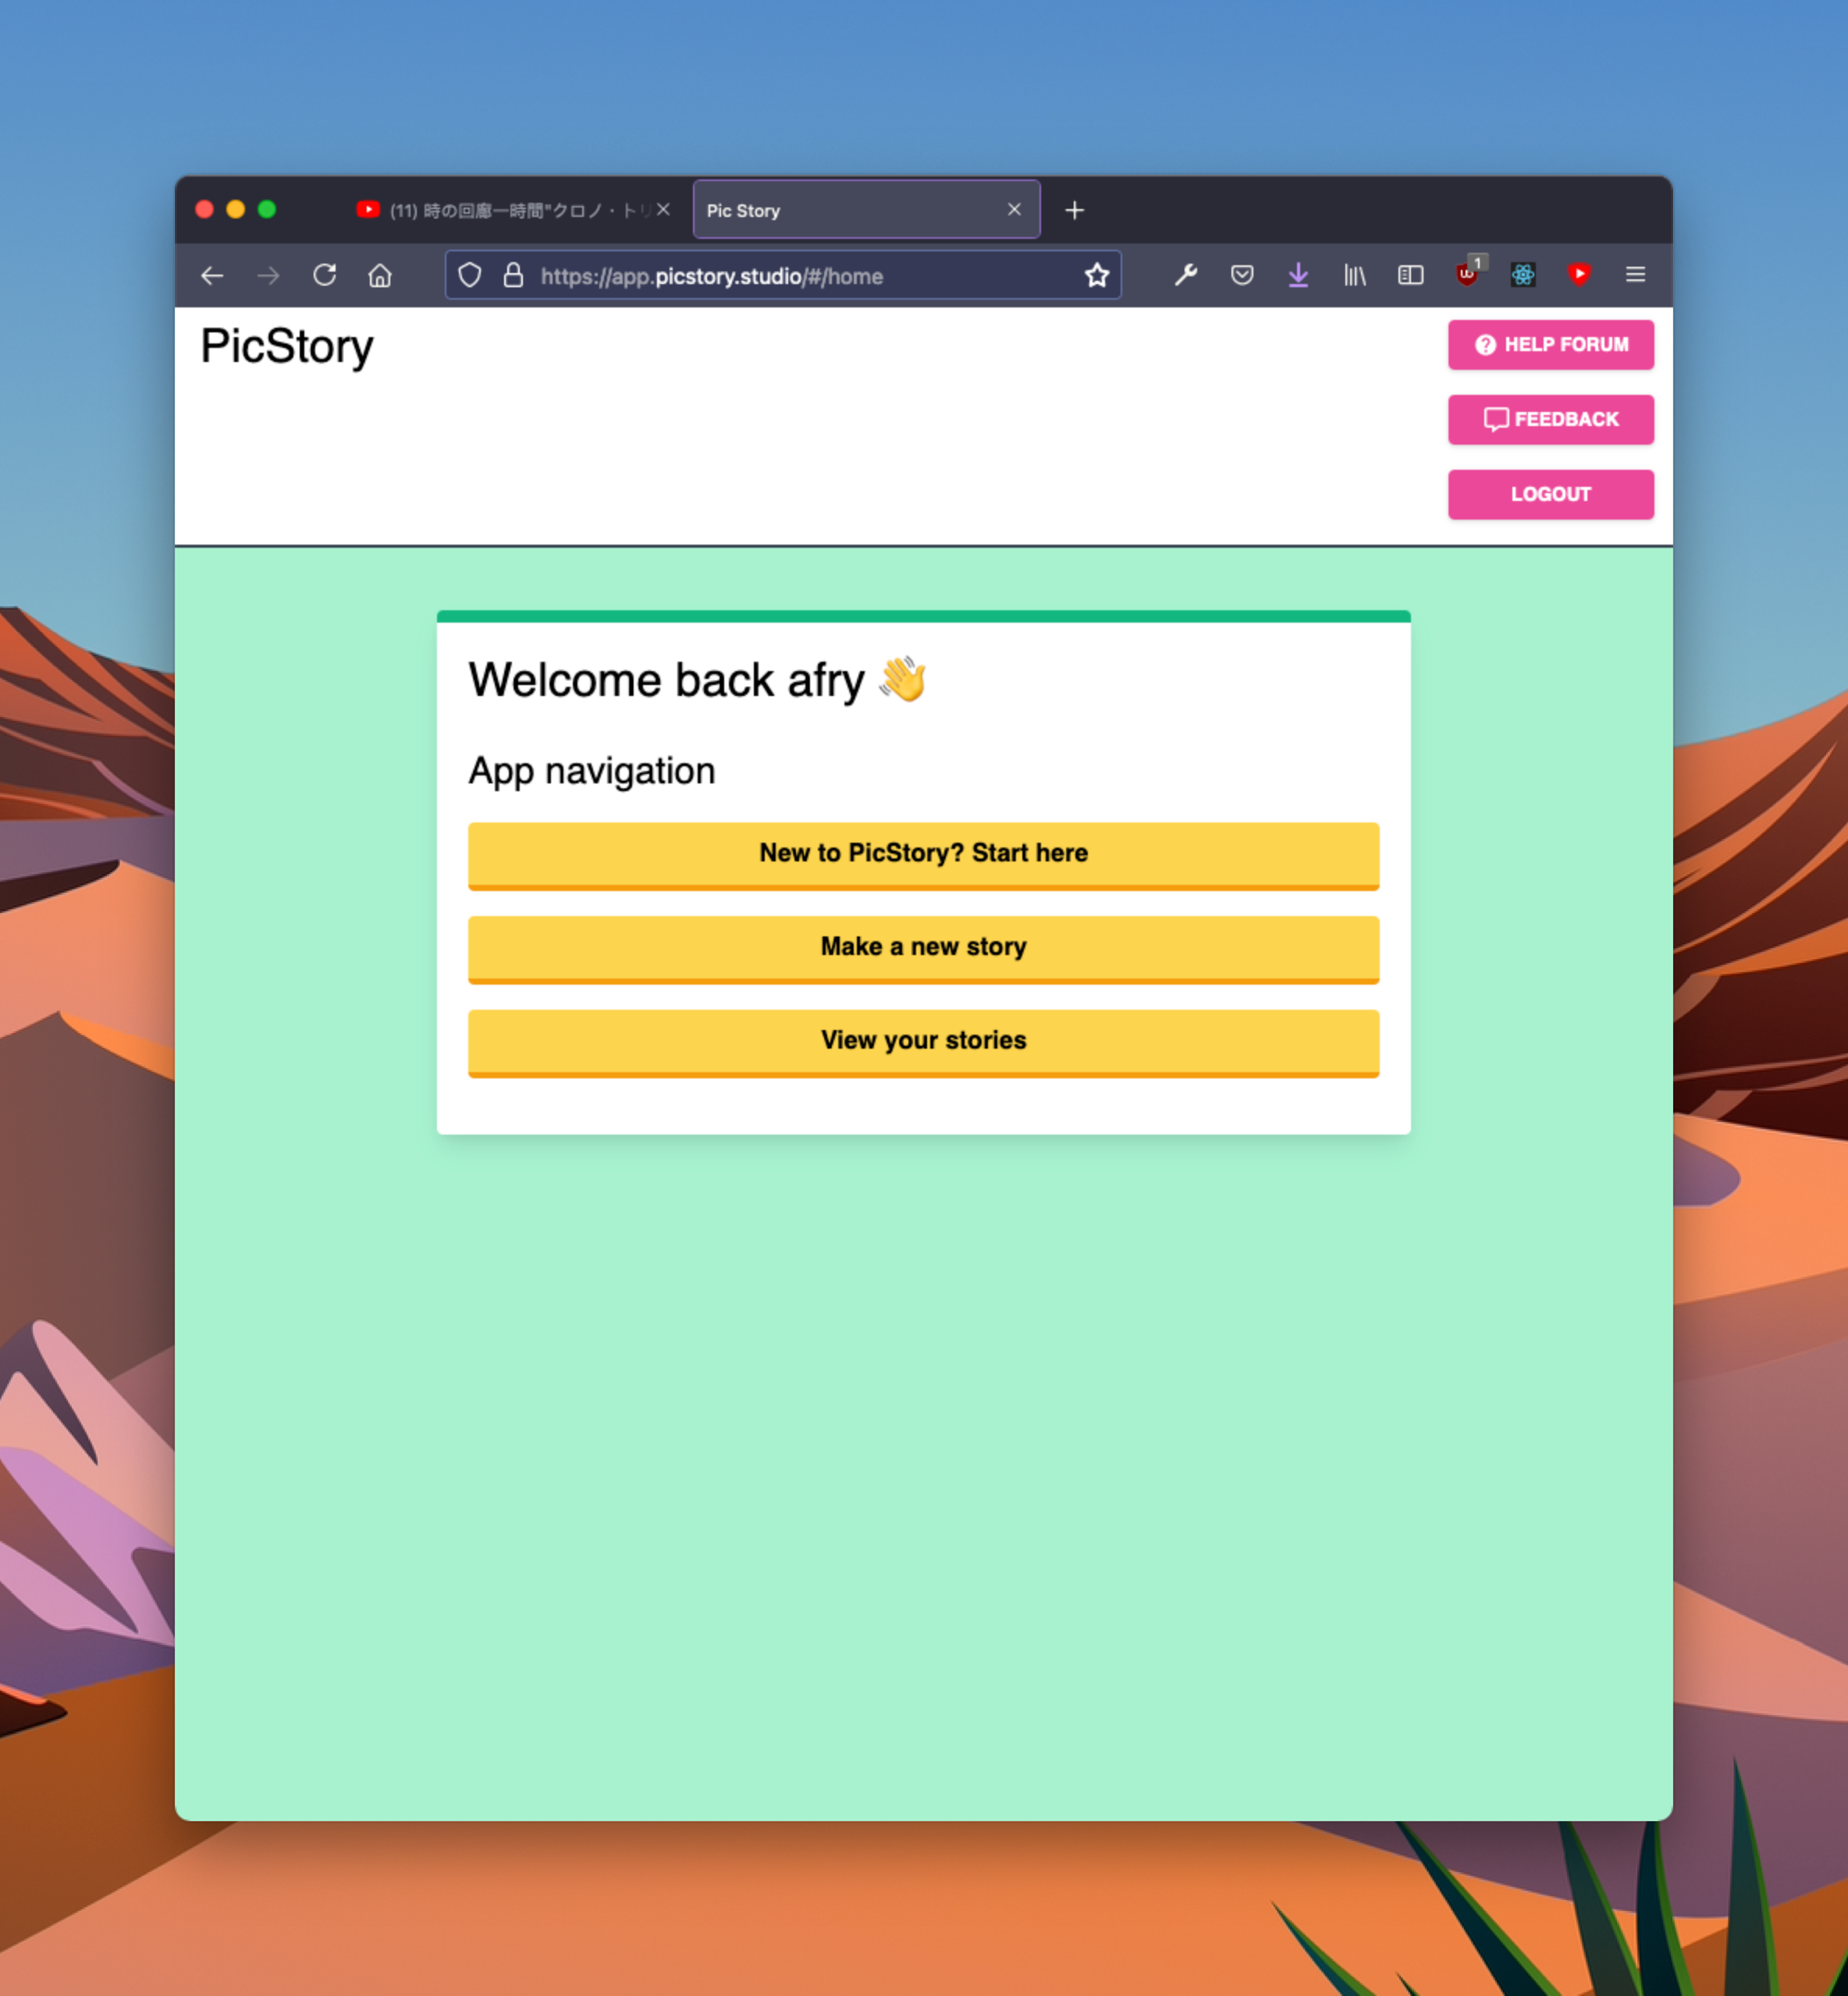 (11) 時の回廊一時間"クロノ・トリ
Pic Story
https://app.picstory.studio/#/home
1
PicStory
HELP FORUM
FEEDBACK
LOGOUT
Welcome back afry 👋
App navigation
New to PicStory? Start here
Make a new story
View your stories